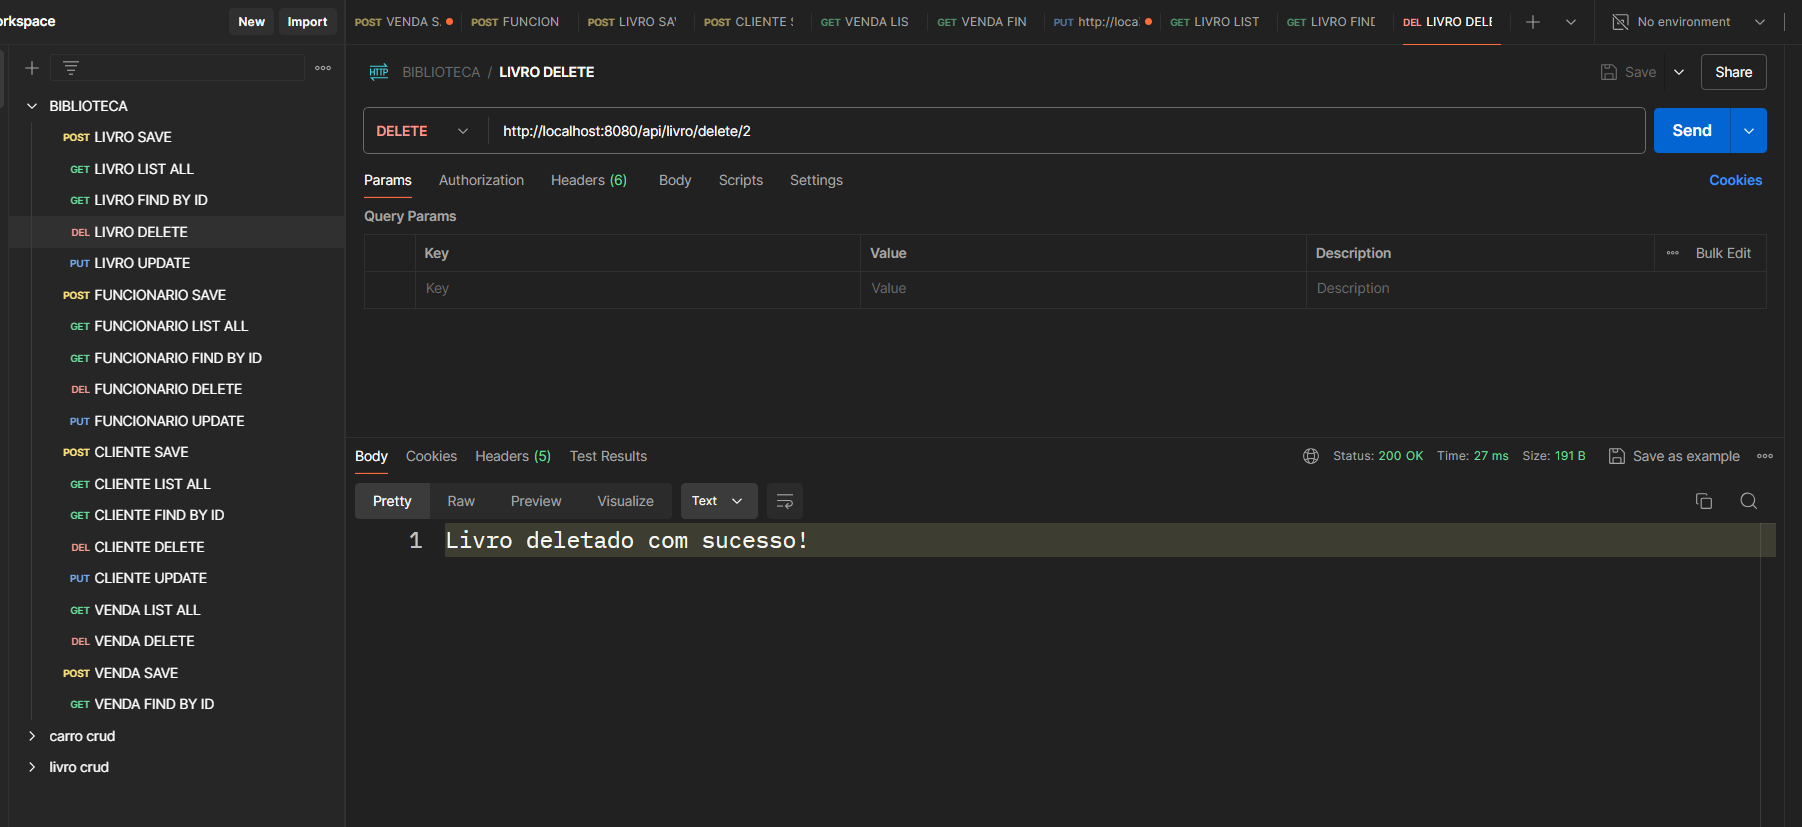 orkspace
New
Import
POST VENDA S.
POST FUNCION
POST LIVRO SA
POST CLIENTE
GET VENDA LIS
GET VENDA FIN
PUT http://loca
GET LIVRO LIST
GET LIVRO FIN
DEL LIVRO DEL
No environment
BIBLIOTECA / LIVRO DELETE
Save
Share
DELETE
http://localhost:8080/api/livro/delete/2
Send
Params
Authorization
Headers (6)
Body
Scripts
Settings
Cookies
Query Params
Key
Value
Description
Bulk Edit
Key
Value
Description
BIBLIOTECA
POST LIVRO SAVE
GET LIVRO LIST ALL
GET LIVRO FIND BY ID
DEL LIVRO DELETE
PUT LIVRO UPDATE
POST FUNCIONARIO SAVE
GET FUNCIONARIO LIST ALL
GET FUNCIONARIO FIND BY ID
DEL FUNCIONARIO DELETE
PUT FUNCIONARIO UPDATE
POST CLIENTE SAVE
GET CLIENTE LIST ALL
GET CLIENTE FIND BY ID
DEL CLIENTE DELETE
PUT CLIENTE UPDATE
GET VENDA LIST ALL
DEL VENDA DELETE
POST VENDA SAVE
GET VENDA FIND BY ID
carro crud
livro crud
Body
Cookies
Headers (5)
Test Results
Status: 200 OK
Time: 27 ms
Size: 191 B
Save as example
Pretty
Raw
Preview
Visualize
Text
1 Livro deletado com sucesso!